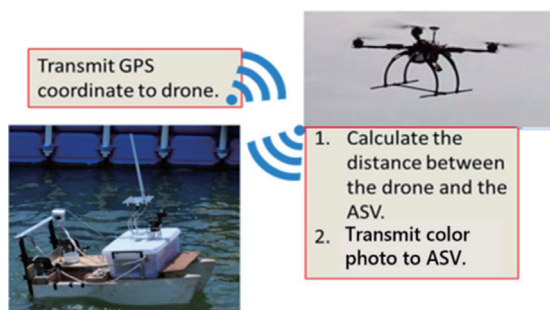 Transmit GPS
coordinate to drone.
1. Calculate the
distance between
the drone and the
ASV.
2. Transmit color
photo to ASV.